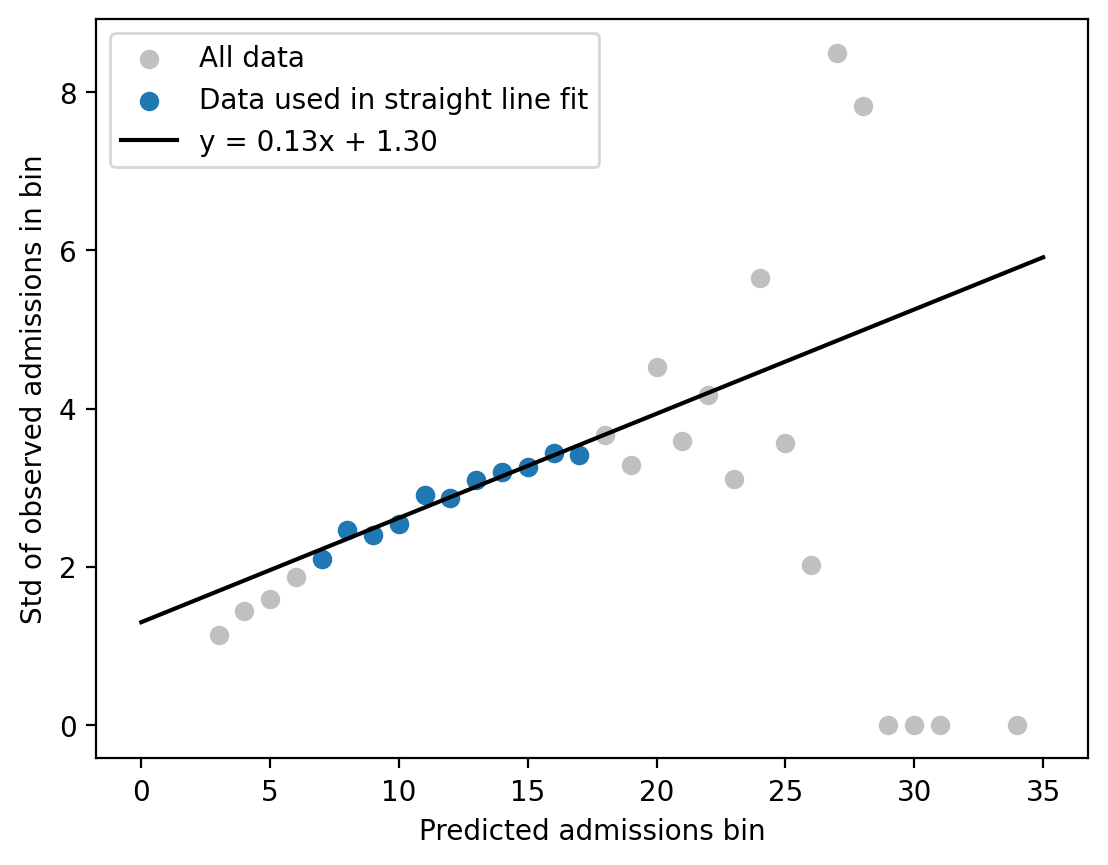 All data
Data used in straight line fit
y = 0.13x + 1.30
Std of observed admissions in bin
8
6
4
2
0
0 5 10 15 20 25 30 35
Predicted admissions bin